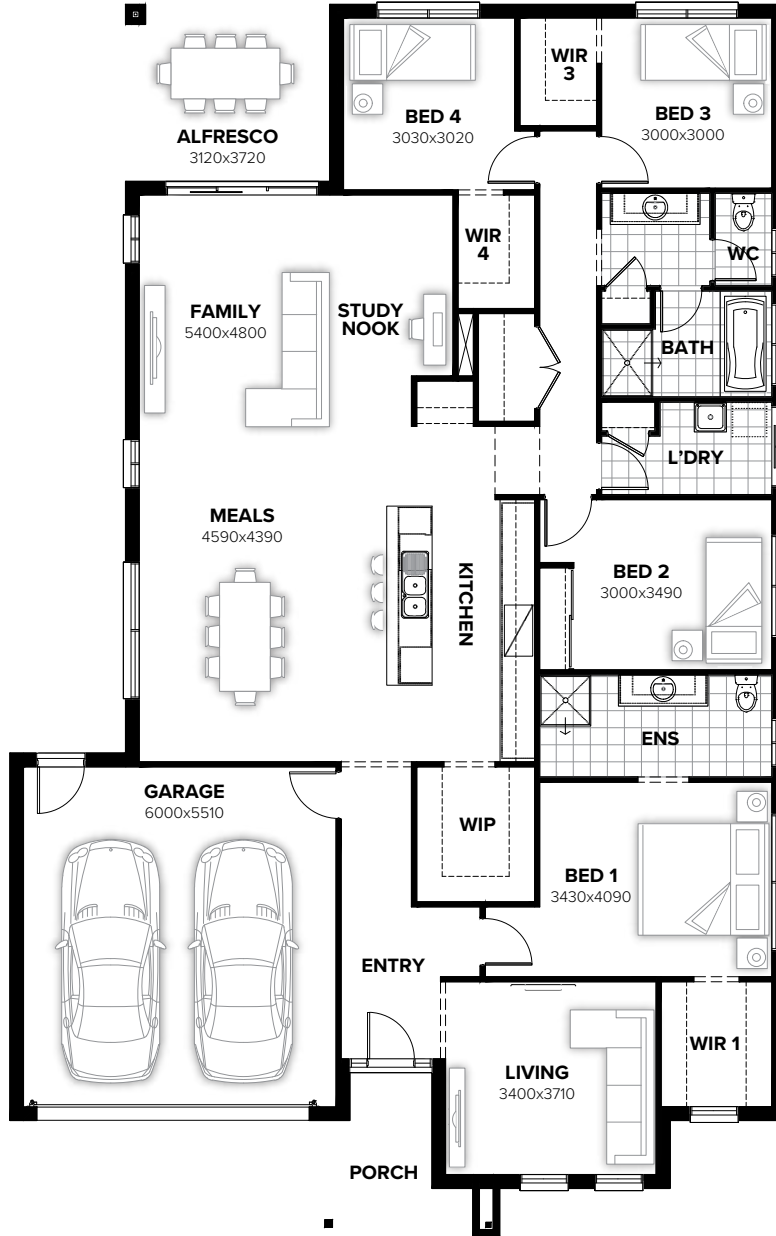 WIR
3
BED 4
3030x3020
BED 3
3000x3000
ALFRESCO
3120x3720
WIR
4
WC
FAMILY
5400x4800
STUDY
NOOK
BATH
L'DRY
MEALS
4590x4390
KITCHEN
BED 2
3000x3490
ENS
GARAGE
6000x5510
WIP
BED 1
3430x4090
ENTRY
WIR 1
LIVING
3400x3710
PORCH